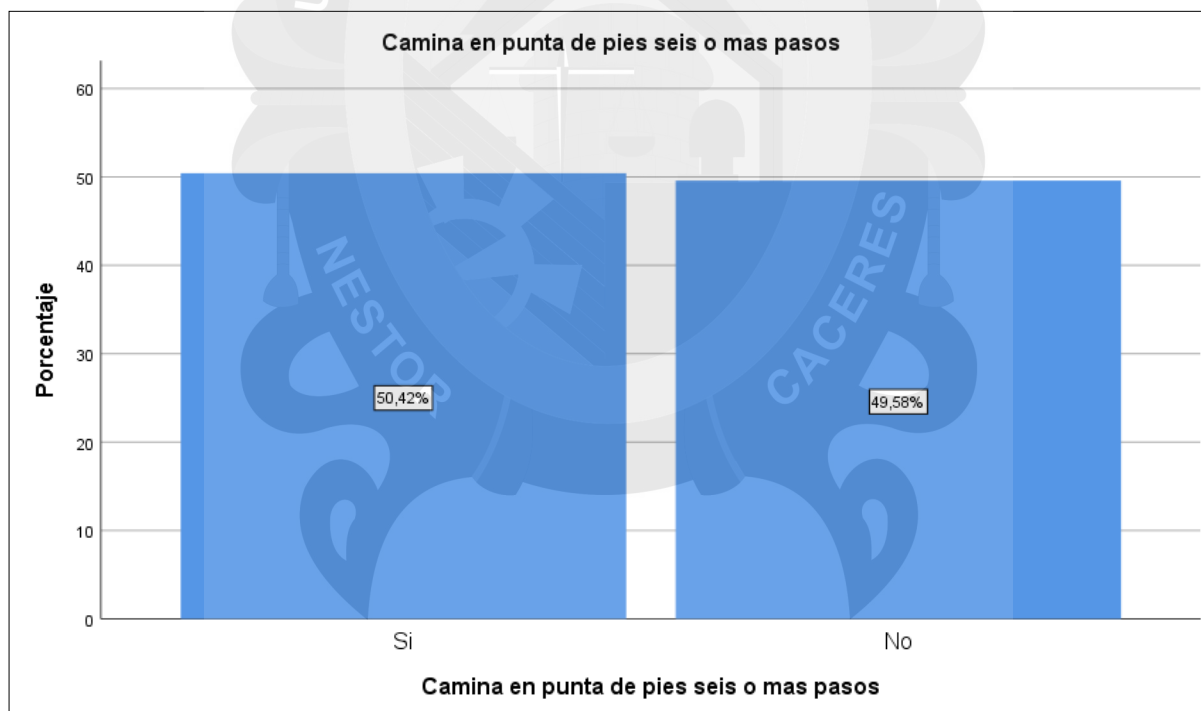 Camina en punta de pies seis o mas pasos
60
50
40
30
20
10
0
Porcentaje
50,42%
49,58%
NESTOR
CACERES
Si
No
Camina en punta de pies seis o mas pasos